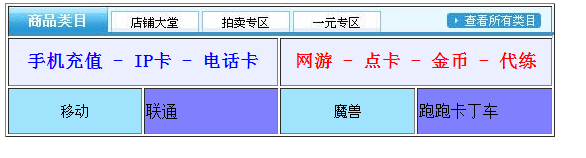 商品类目 店铺大堂 拍卖专区 一元专区 查看所有类目
手机充值 - IP卡 - 电话卡 网游 - 点卡 - 金币 - 代练
移动 联通 魔兽 跑跑卡丁车